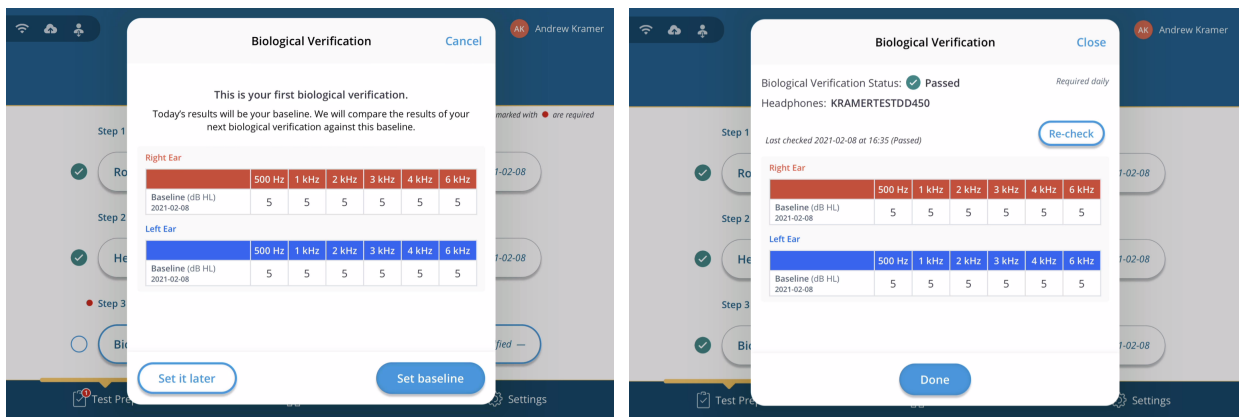 Biological Verification
Cancel
AK Andrew Kramer
This is your first biological verification.
Today's results will be your baseline. We will compare the results of your
next biological verification against this baseline.
marked with are required
Step 1
Right Ear
500 Hz 1 kHz 2 kHz 3 kHz 4 kHz 6 kHz
Baseline (dB HL) 5 5 5 5 5 5
2021-02-08
Ro
1-02-08
Step 2
Left Ear
500 Hz 1 kHz 2 kHz 3 kHz 4 kHz 6 kHz
Baseline (dB HL) 5 5 5 5 5 5
2021-02-08
He
1-02-08
Step 3
Bio
ified —
Set it later
Set baseline
1
Test Pre
Settings
Biological Verification
Close
AK Andrew Kramer
Biological Verification Status: Passed
Required daily
Headphones: KRAMERTESTDD450
Step 1
Last checked 2021-02-08 at 16:35 (Passed)
Re-check
Right Ear
500 Hz 1 kHz 2 kHz 3 kHz 4 kHz 6 kHz
Baseline (dB HL) 5 5 5 5 5 5
2021-02-08
Ro
1-02-08
Step 2
Left Ear
500 Hz 1 kHz 2 kHz 3 kHz 4 kHz 6 kHz
Baseline (dB HL) 5 5 5 5 5 5
2021-02-08
He
1-02-08
Step 3
Bio
1-02-08
Done
Test Pre
Settings